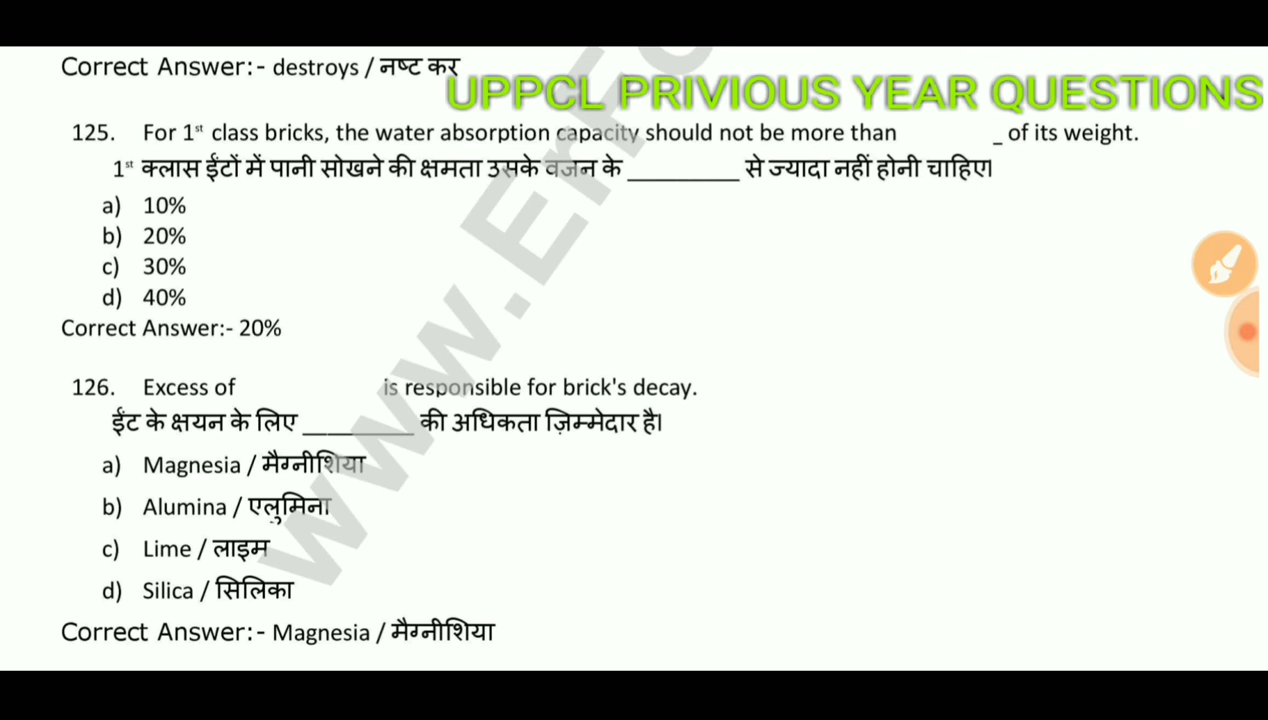 Correct Answer:- destroys / नष्ट कर
UPPCL PRIVIOUS YEAR QUESTIONS
125. For 1st class bricks, the water absorption capacity should not be more than _ of its weight.
1st क्लास ईंटों में पानी सोखने की क्षमता उसके वजन के _________ से ज्यादा नहीं होनी चाहिए।
a) 10%
b) 20%
c) 30%
d) 40%
Correct Answer:- 20%
126. Excess of is responsible for brick's decay.
ईंट के क्षयन के लिए _________ की अधिकता ज़िम्मेदार है।
a) Magnesia / मैग्नीशिया
b) Alumina / एलुमिना
c) Lime / लाइम
d) Silica / सिलिका
Correct Answer:- Magnesia / मैग्नीशिया
www.ErFo